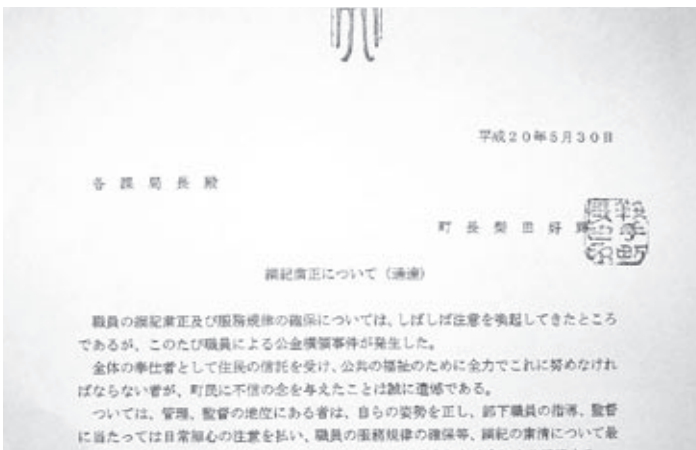 平成20年5月30日
各課局長殿
町長 柴田好輝
鞍手町
綱紀粛正について(通達)
職員の綱紀粛正及び服務規律の確保については、しばしば注意を喚起してきたところ
であるが、このたび職員による公金横領事件が発生した。
全体の奉仕者として住民の信託を受け、公共の福祉のために全力でこれに努めなけれ
ばならない者が、町民に不信の念を与えたことは誠に遺憾である。
ついては、管理、監督の地位にある者は、自らの姿勢を正し、部下職員の指導、監督
に当たっては日常細心の注意を払い、職員の服務規律の確保等、綱紀の粛清について最